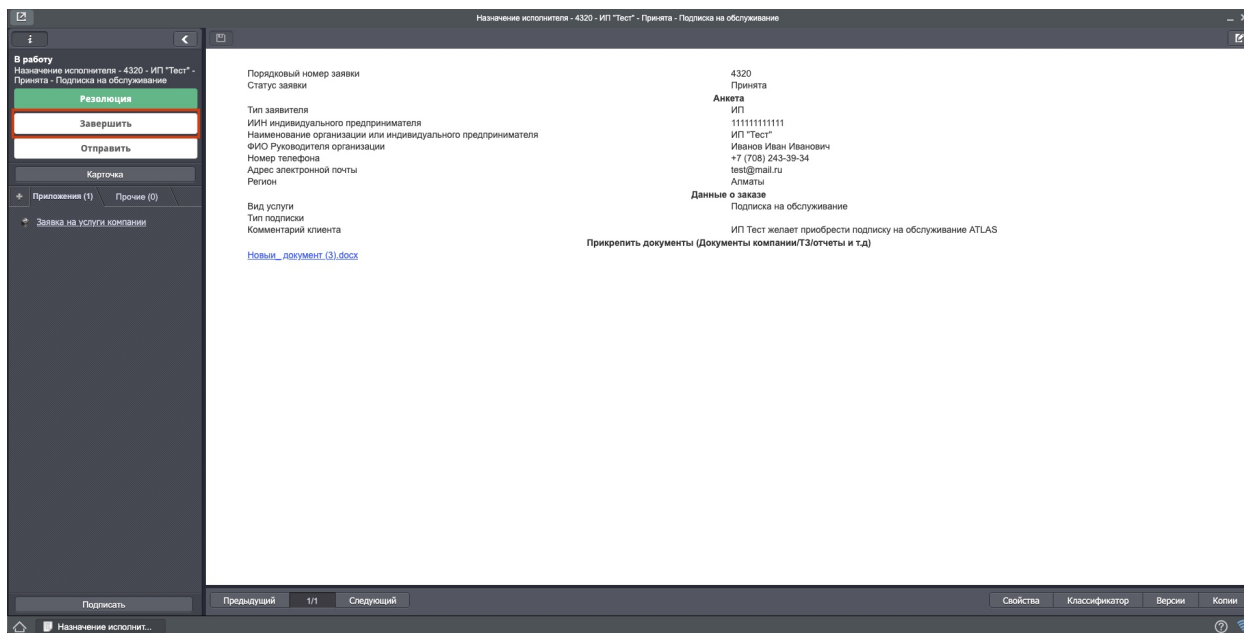 Назначение исполнителя - 4320 - ИП "Тест" - Принята - Подписка на обслуживание
i
В работу
Назначение исполнителя - 4320 - ИП "Тест" -
Принята - Подписка на обслуживание
Резолюция
Завершить
Отправить
Карточка
+ Приложения (1) Прочие (0)
Заявка на услуги компании
Порядковый номер заявки 4320
Статус заявки Принята
Анкета
Тип заявителя ИП
ИИН индивидуального предпринимателя 111111111111
Наименование организации или индивидуального предпринимателя ИП "Тест"
ФИО Руководителя организации Иванов Иван Иванович
Номер телефона +7 (708) 243-39-34
Адрес электронной почты test@mail.ru
Регион Алматы
Данные о заказе
Вид услуги Подписка на обслуживание
Тип подписки
Комментарий клиента ИП Тест желает приобрести подписку на обслуживание ATLAS
Прикрепить документы (Документы компании/ТЗ/отчеты и т.д)
Новыи_ документ (3).docx
Подписать
Предыдущий 1/1 Следующий Свойства Классификатор Версии Копии
Назначение исполнит...